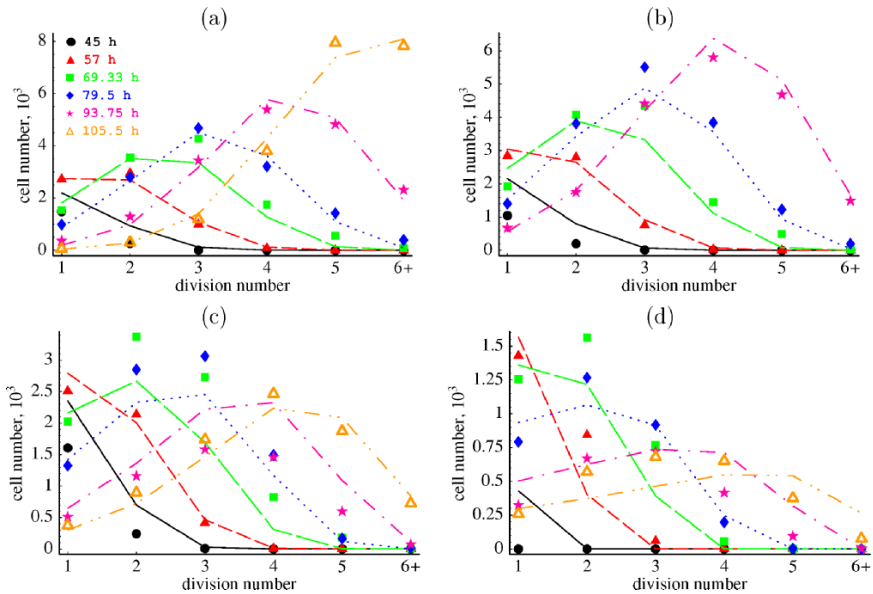 (a)
(b)
8
6
4
2
0
45 h
57 h
69.33 h
79.5 h
93.75 h
105.5 h
cell number, 10³
1 2 3 4 5 6+
division number
6
5
4
3
2
1
0
cell number, 10³
1 2 3 4 5 6+
division number
(c)
(d)
3
2.5
2
1.5
1
0.5
0
cell number, 10³
1 2 3 4 5 6+
division number
1.5
1.25
1
0.75
0.5
0.25
0
cell number, 10³
1 2 3 4 5 6+
division number